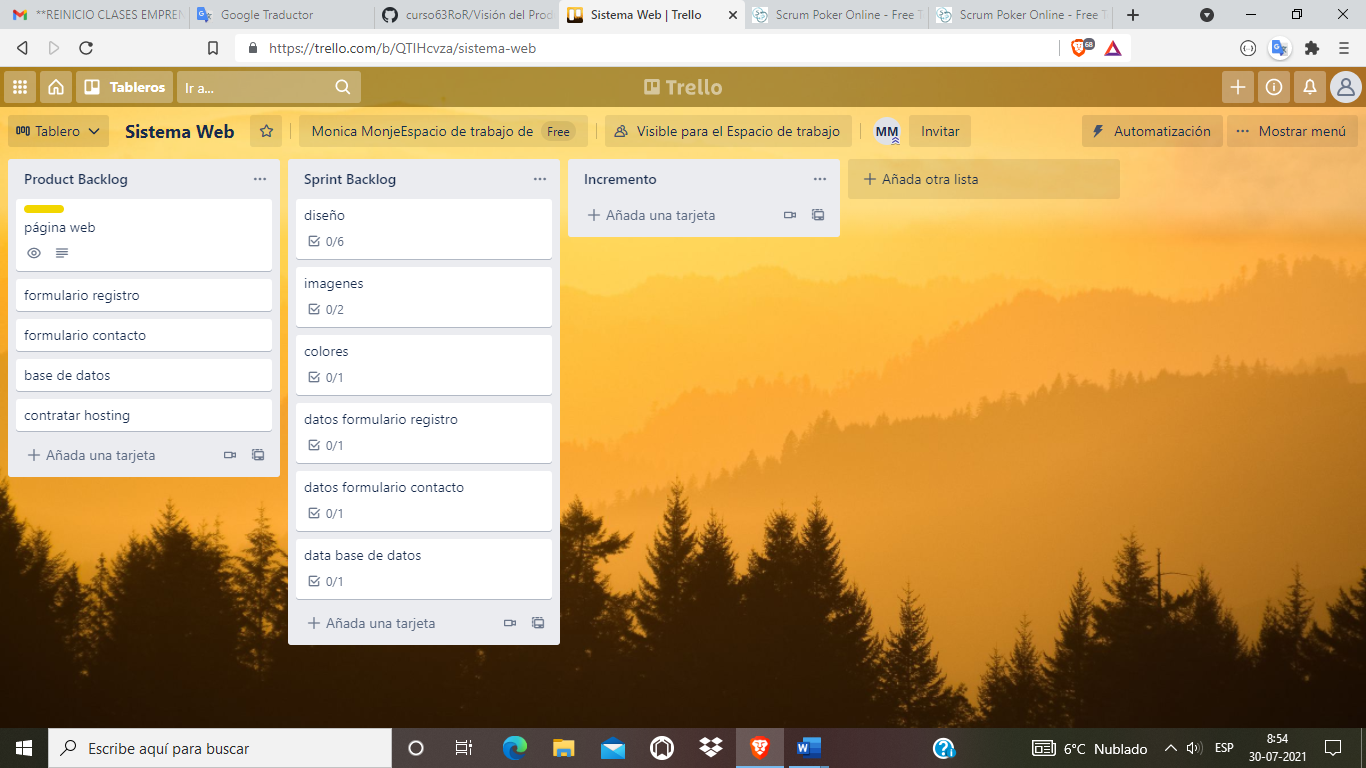 **REINICIO CLASES EMPREN
Google Traductor
curso63RoR/Visión del Prod
Sistema Web | Trello
Scrum Poker Online - Free T
Scrum Poker Online - Free T
https://trello.com/b/QTIHcvza/sistema-web
68
Tableros
Ir a...
Trello
Tablero
Sistema Web
Monica MonjeEspacio de trabajo de
Free
Visible para el Espacio de trabajo
MM
Invitar
Automatización
Mostrar menú
Product Backlog
página web
formulario registro
formulario contacto
base de datos
contratar hosting
Añada una tarjeta
Sprint Backlog
diseño
0/6
imagenes
0/2
colores
0/1
datos formulario registro
0/1
datos formulario contacto
0/1
data base de datos
0/1
Añada una tarjeta
Incremento
Añada una tarjeta
Añada otra lista
Escribe aquí para buscar
6°C Nublado
ESP
8:54
30-07-2021